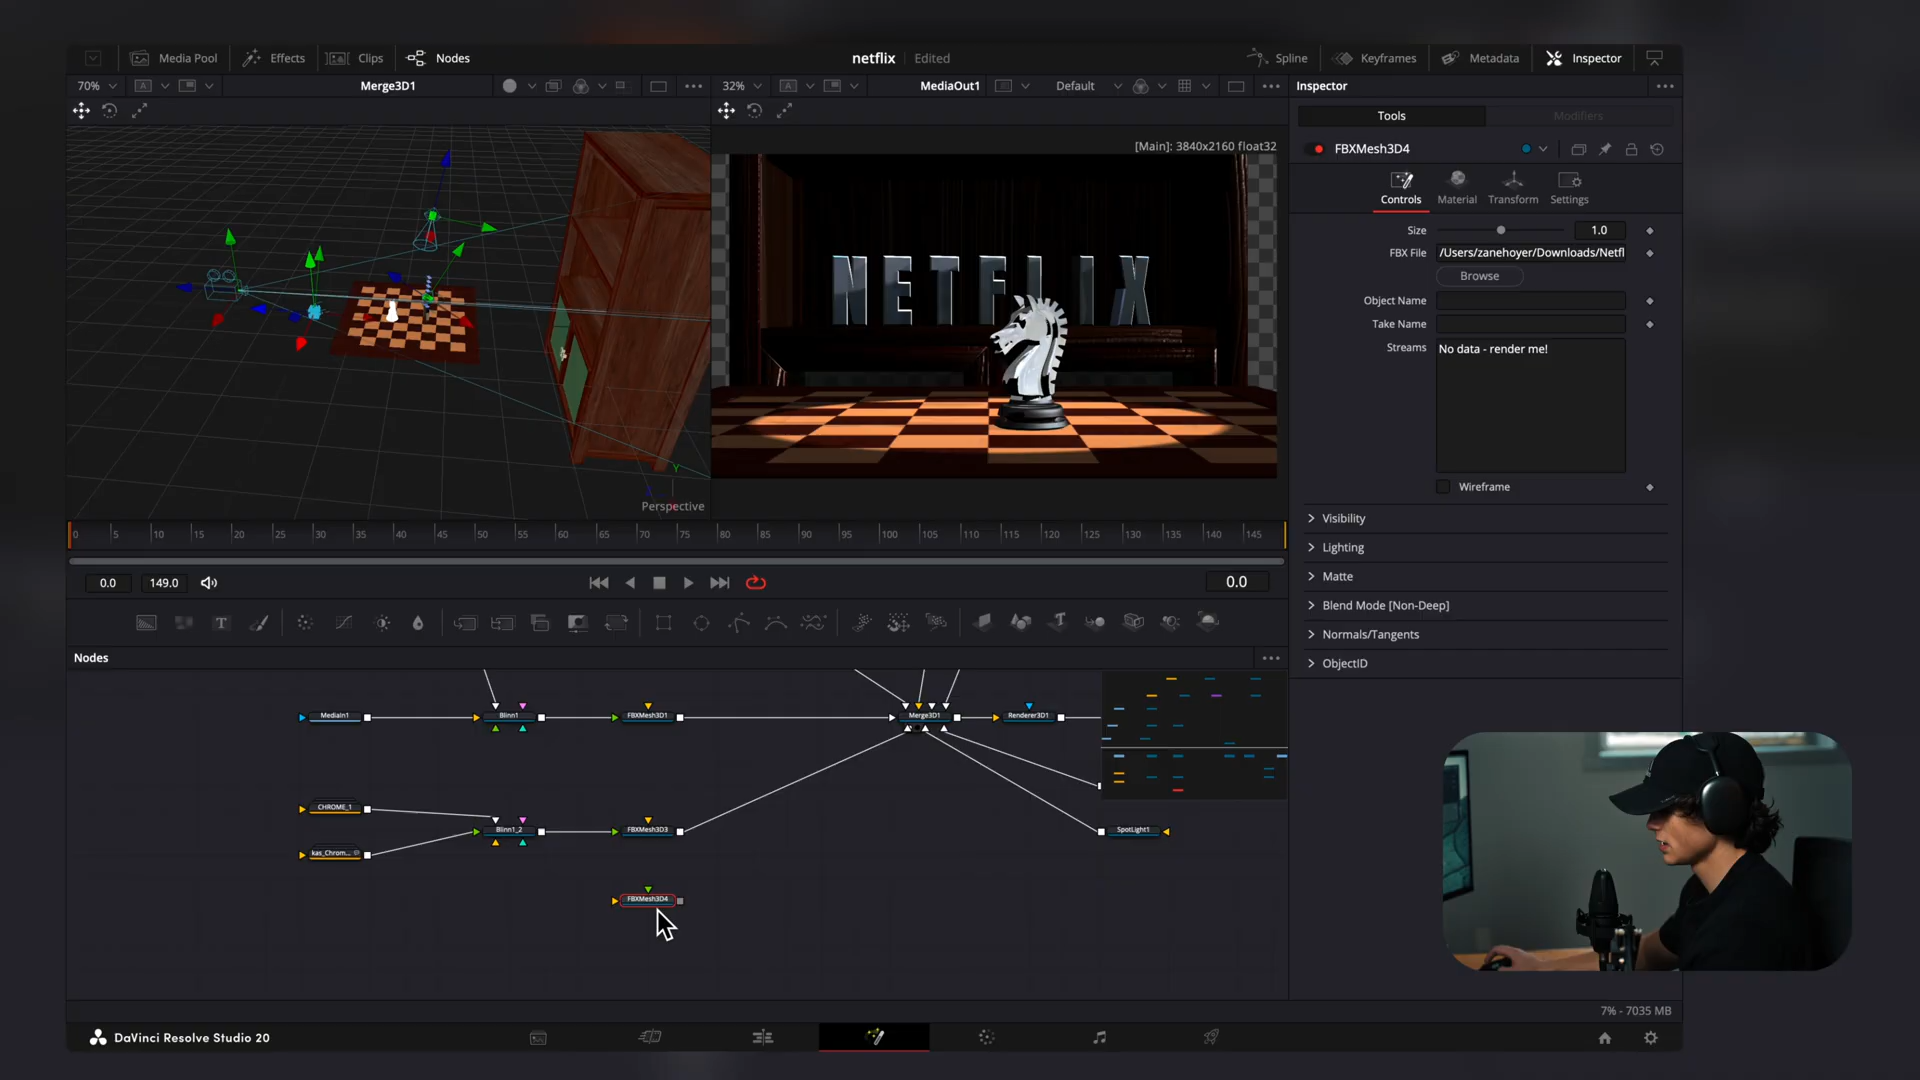 Media Pool Effects Clips Nodes netflix Edited Spline Keyframes Metadata Inspector
70% Merge3D1 32% MediaOut1 Default Inspector
Tools Modifiers
[Main]: 3840x2160 float32
FBXMesh3D4
Controls Material Transform Settings
Size 1.0
FBX File /Users/zanehoyer/Downloads/Netfl
Browse
Object Name
Take Name
Streams No data - render me!
NETFLIX
Wireframe
Y
Perspective
Visibility
0 5 10 15 20 25 30 35 40 45 50 55 60 65 70 75 80 85 90 95 100 105 110 115 120 125 130 135 140 145
Lighting
Matte
0.0 149.0 0.0
Blend Mode [Non-Deep]
Normals/Tangents
Nodes
ObjectID
MediaIn1 Blinn1 FBXMesh3D1 Merge3D1 Renderer3D1
CHROME_1
Blinn1_2 FBXMesh3D3 SpotLight1
kas_Chrom...
FBXMesh3D4
7% - 7035 MB
DaVinci Resolve Studio 20